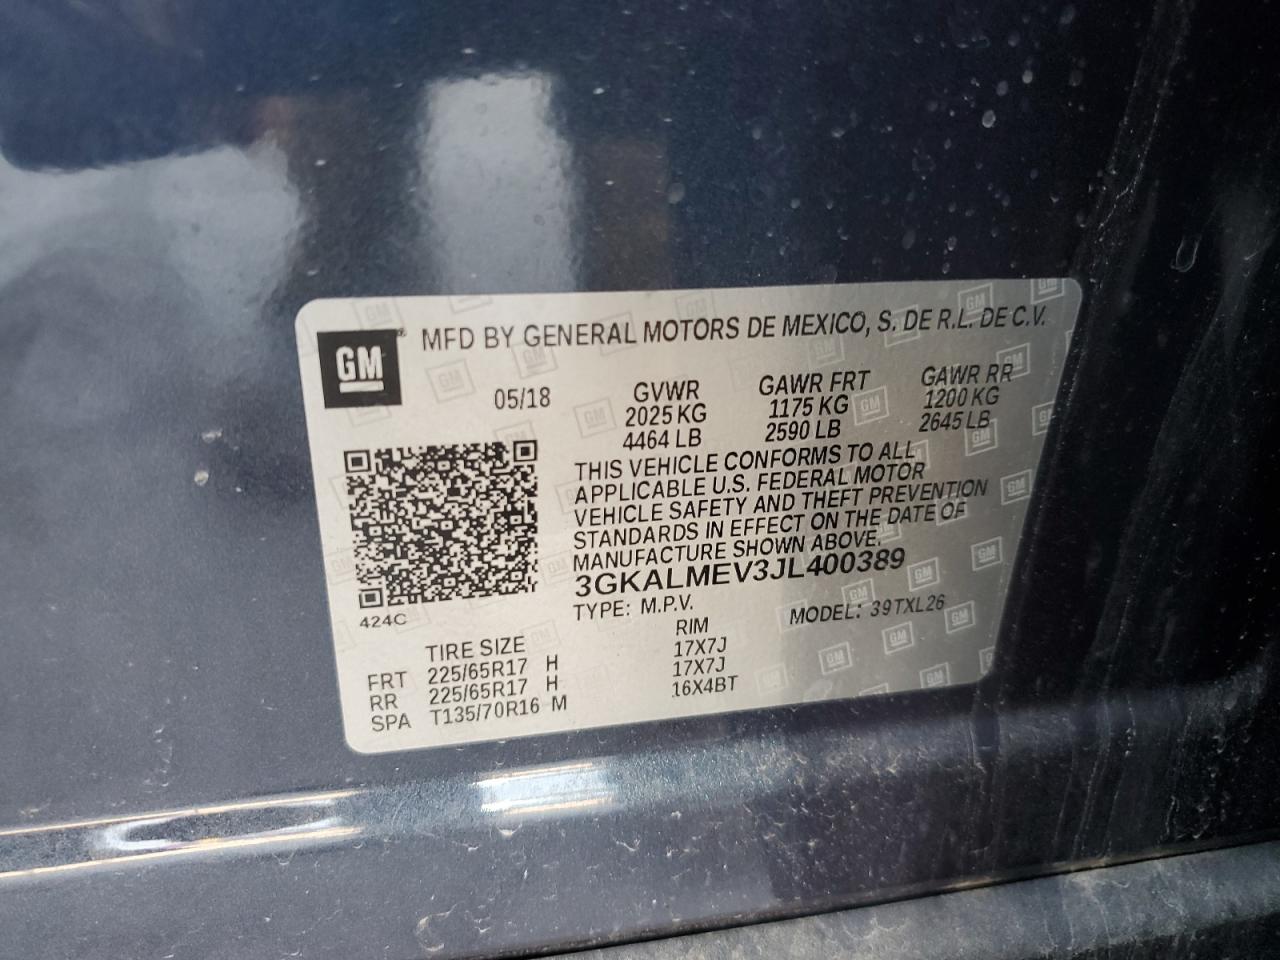 GM ® MFD BY GENERAL MOTORS DE MEXICO, S. DE R.L. DE C.V.
05/18 GVWR GAWR FRT GAWR RR
2025 KG 1175 KG 1200 KG
4464 LB 2590 LB 2645 LB
THIS VEHICLE CONFORMS TO ALL
APPLICABLE U.S. FEDERAL MOTOR
VEHICLE SAFETY AND THEFT PREVENTION
STANDARDS IN EFFECT ON THE DATE OF
MANUFACTURE SHOWN ABOVE.
3GKALMEV3JL400389
424C TYPE: M.P.V. MODEL: 39TXL26
TIRE SIZE RIM
FRT 225/65R17 H 17X7J
RR 225/65R17 H 17X7J
SPA T135/70R16 M 16X4BT